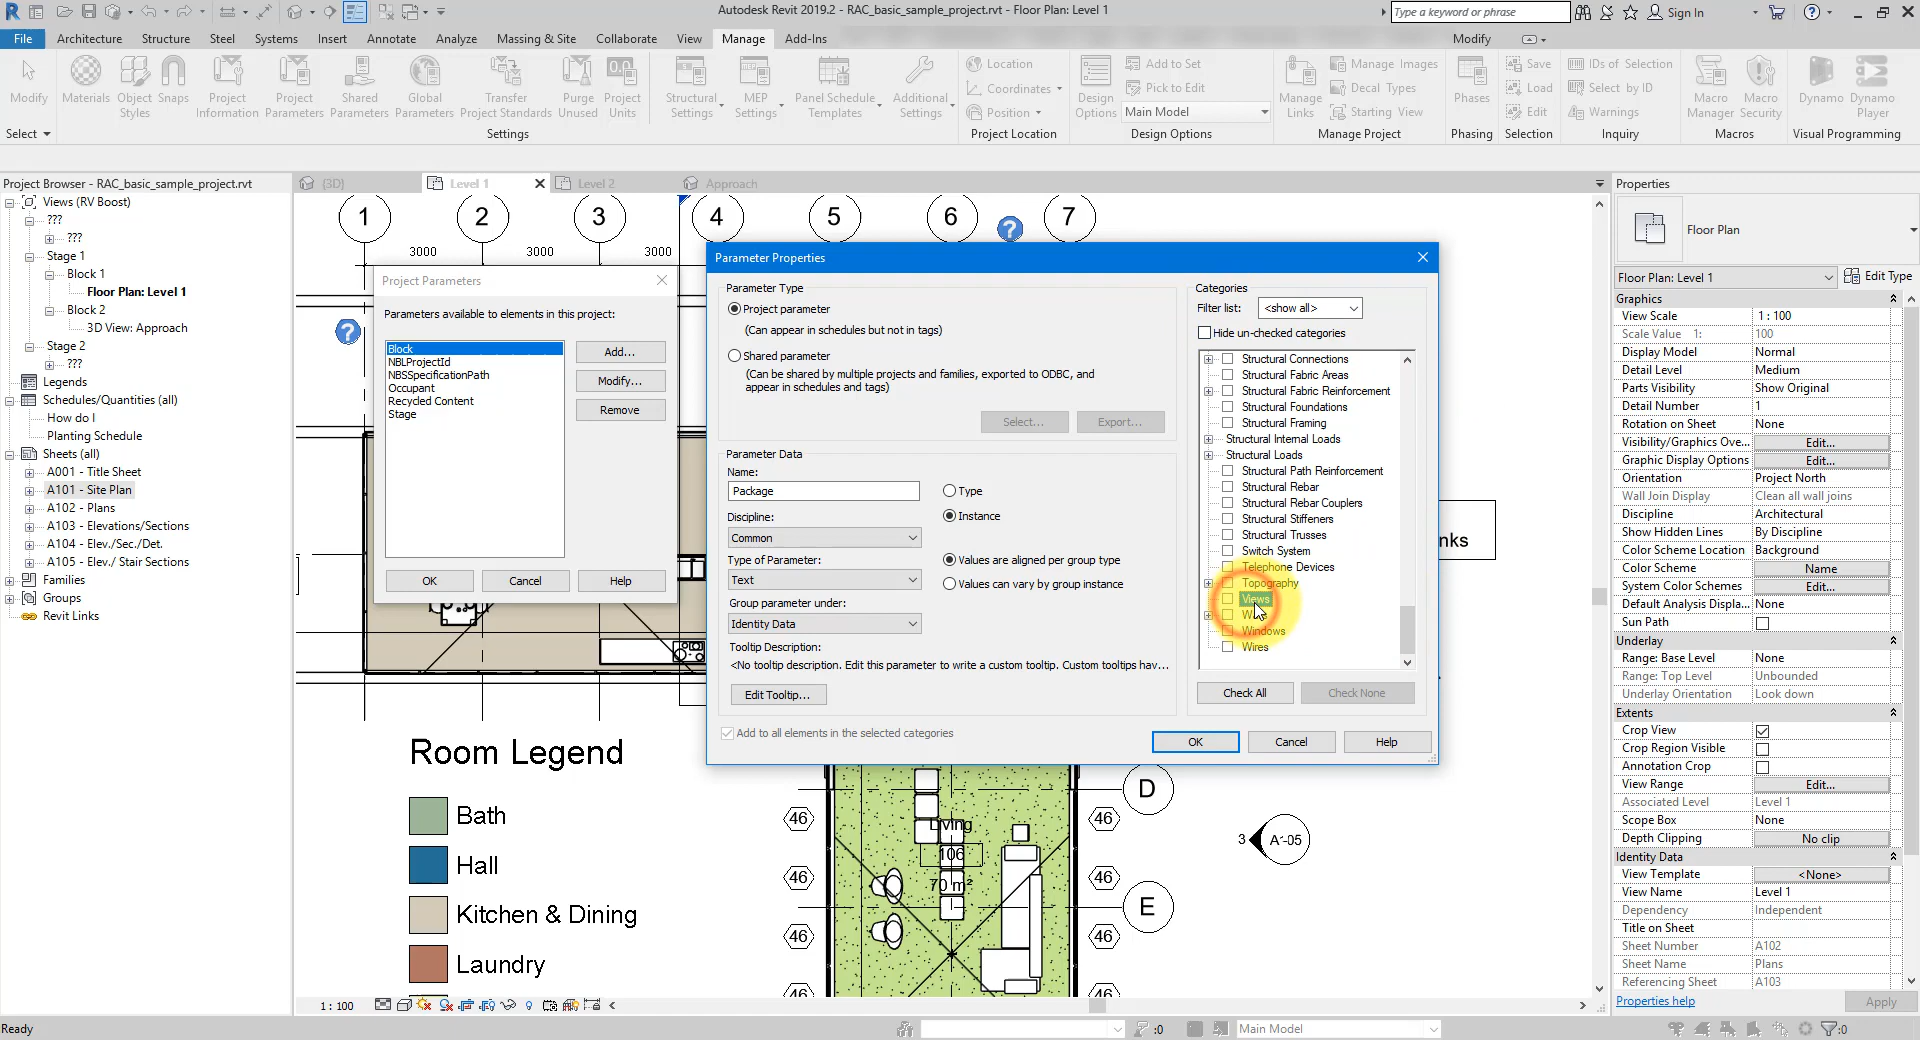 Autodesk Revit 2019.2 - RAC_basic_sample_project.rvt - Floor Plan: Level 1
Type a keyword or phrase
Sign In
File Architecture Structure Steel Systems Insert Annotate Analyze Massing & Site Collaborate View Manage Add-Ins Modify
Modify
Materials
Object Styles
Snaps
Project Information
Project Parameters
Shared Parameters
Global Parameters
Transfer Project Standards
Purge Unused
Project Units
Structural Settings
MEP Settings
Panel Schedule Templates
Additional Settings
Location
Coordinates
Position
Design Options
Add to Set
Pick to Edit
Main Model
Manage Links
Manage Images
Decal Types
Starting View
Phases
Save
Load
Edit
IDs of Selection
Select by ID
Warnings
Macro Manager
Macro Security
Dynamo
Dynamo Player
Select
Settings
Project Location
Design Options
Manage Project
Phasing
Selection
Inquiry
Macros
Visual Programming
Project Browser - RAC_basic_sample_project.rvt
Views (RV Boost)
???
???
Stage 1
Block 1
Floor Plan: Level 1
Block 2
3D View: Approach
Stage 2
???
Legends
Schedules/Quantities (all)
How do I
Planting Schedule
Sheets (all)
A001 - Title Sheet
A101 - Site Plan
A102 - Plans
A103 - Elevations/Sections
A104 - Elev./Sec./Det.
A105 - Elev./ Stair Sections
Families
Groups
Revit Links
{3D}
Level 1
Level 2
Approach
1 2 3 4 5 6 7
3000 3000 3000
Project Parameters
Parameters available to elements in this project:
Block
NBLProjectId
NBSSpecificationPath
Occupant
Recycled Content
Stage
Add...
Modify...
Remove
OK
Cancel
Help
Parameter Properties
Parameter Type
Project parameter
(Can appear in schedules but not in tags)
Shared parameter
(Can be shared by multiple projects and families, exported to ODBC, and
appear in schedules and tags)
Select...
Export...
Parameter Data
Name:
Package
Type
Discipline:
Instance
Common
Type of Parameter:
Values are aligned per group type
Text
Values can vary by group instance
Group parameter under:
Identity Data
Tooltip Description:
<No tooltip description. Edit this parameter to write a custom tooltip. Custom tooltips hav...
Edit Tooltip...
Add to all elements in the selected categories
Categories
Filter list:
<show all>
Hide un-checked categories
Structural Connections
Structural Fabric Areas
Structural Fabric Reinforcement
Structural Foundations
Structural Framing
Structural Internal Loads
Structural Loads
Structural Path Reinforcement
Structural Rebar
Structural Rebar Couplers
Structural Stiffeners
Structural Trusses
Switch System
Telephone Devices
Topography
Views
Windows
Wires
Check All
Check None
OK
Cancel
Help
nks
Room Legend
Bath
Hall
Kitchen & Dining
Laundry
Living
106
70 m²
46
46
46
46
46
46
46
46
D
E
3
1 : 100
Properties
Floor Plan
Floor Plan: Level 1
Edit Type
Graphics
View Scale 1 : 100
Scale Value 1: 100
Display Model Normal
Detail Level Medium
Parts Visibility Show Original
Detail Number 1
Rotation on Sheet None
Visibility/Graphics Ove... Edit...
Graphic Display Options Edit...
Orientation Project North
Wall Join Display Clean all wall joins
Discipline Architectural
Show Hidden Lines By Discipline
Color Scheme Location Background
Color Scheme Name
System Color Schemes Edit...
Default Analysis Displa... None
Sun Path
Underlay
Range: Base Level None
Range: Top Level Unbounded
Underlay Orientation Look down
Extents
Crop View
Crop Region Visible
Annotation Crop
View Range Edit...
Associated Level Level 1
Scope Box None
Depth Clipping No clip
Identity Data
View Template <None>
View Name Level 1
Dependency Independent
Title on Sheet
Sheet Number A102
Sheet Name Plans
Referencing Sheet A103
Properties help
Apply
Ready
:0
Main Model
:0